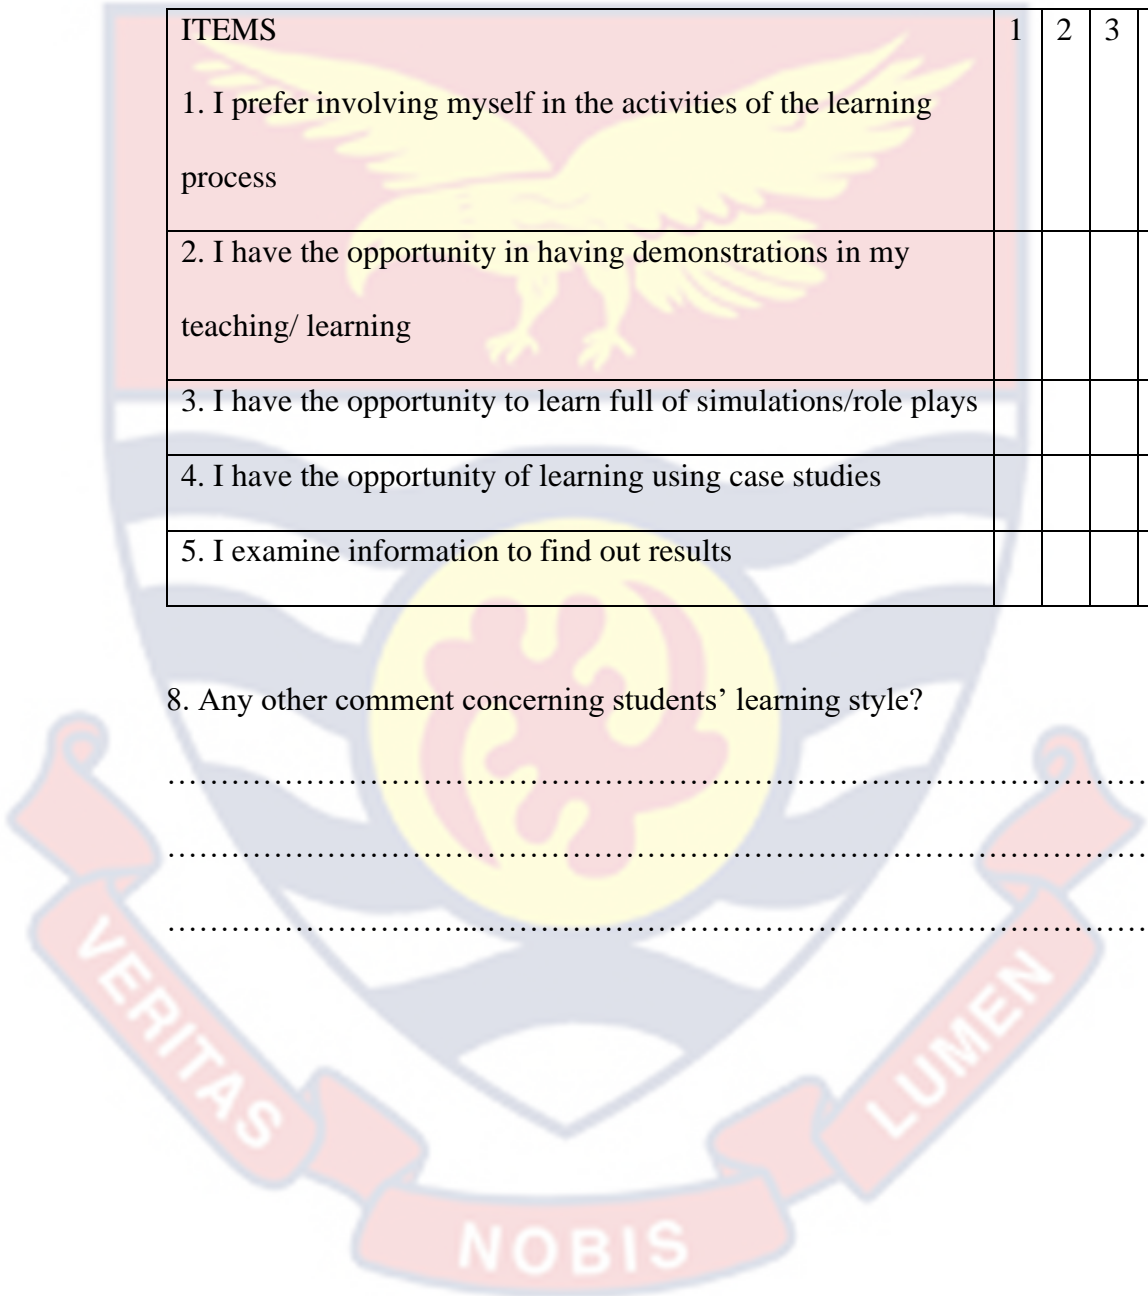 ITEMS 1 2 3
1. I prefer involving myself in the activities of the learning
process
2. I have the opportunity in having demonstrations in my
teaching/ learning
3. I have the opportunity to learn full of simulations/role plays
4. I have the opportunity of learning using case studies
5. I examine information to find out results
8. Any other comment concerning students’ learning style?
……………………………………………………………………………
……………………………………………………………………………
………………………....…………………………………………………
VERITAS
NOBIS
LUMEN